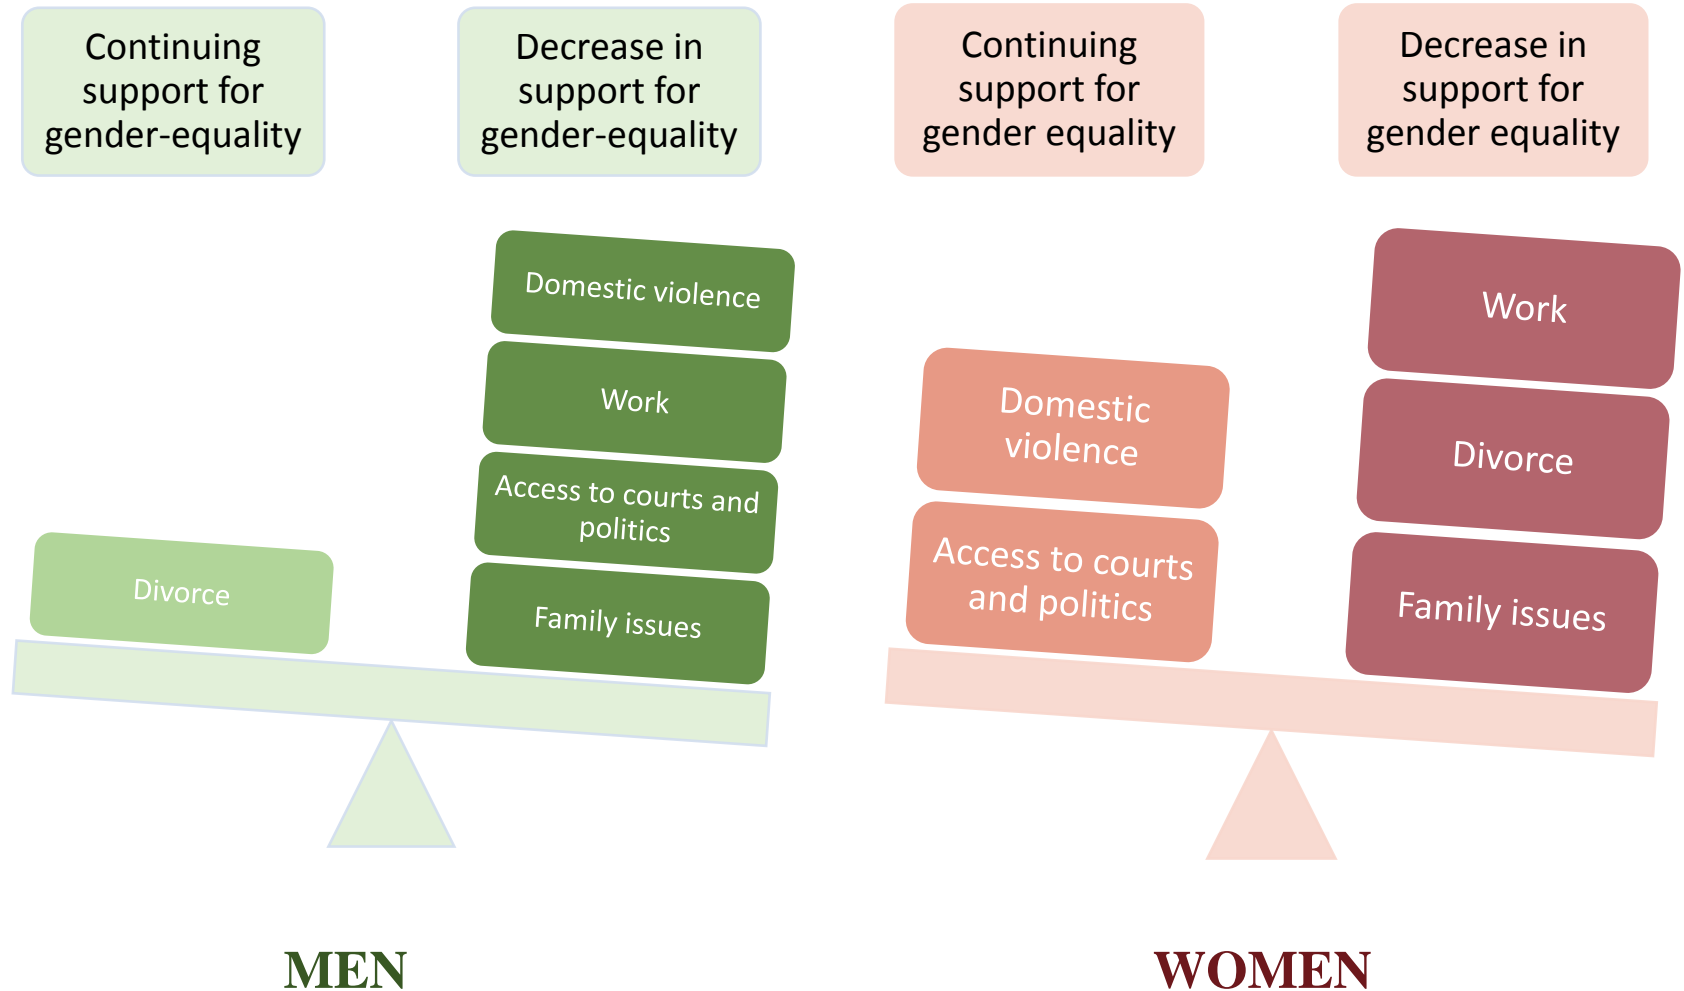 Continuing
support for
gender-equality
Decrease in
support for
gender-equality
Domestic violence
Work
Access to courts and
politics
Family issues
Divorce
MEN
Continuing
support for
gender equality
Decrease in
support for
gender equality
Domestic
violence
Access to courts
and politics
Work
Divorce
Family issues
WOMEN